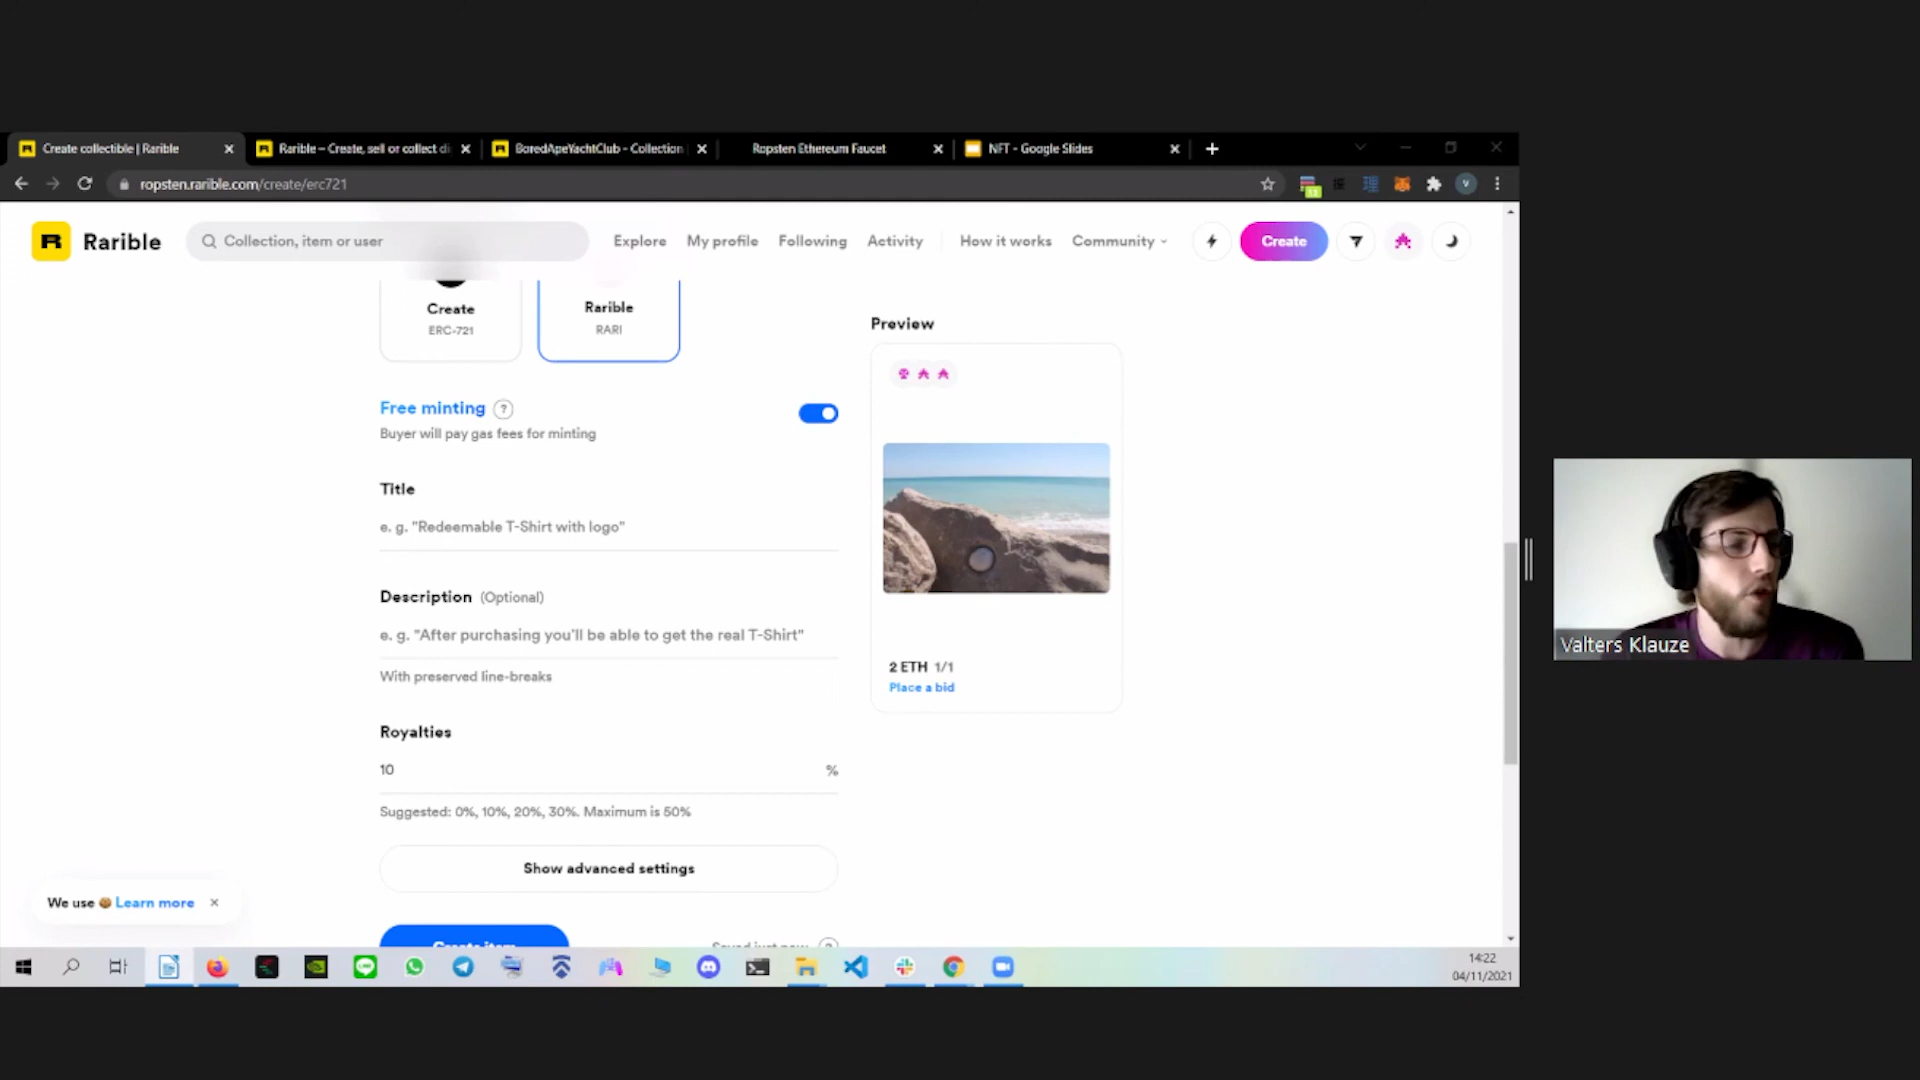 Create collectible | Rarible
Rarible – Create, sell or collect di
BoredApeYachtClub - Collection
Ropsten Ethereum Faucet
NFT - Google Slides
ropsten.rarible.com/create/erc721
Rarible
Collection, item or user
Explore
My profile
Following
Activity
How it works
Community
Create
Create
ERC-721
Rarible
RARI
Preview
Free minting ?
Buyer will pay gas fees for minting
Title
e. g. "Redeemable T-Shirt with logo"
Description (Optional)
e. g. "After purchasing you'll be able to get the real T-Shirt"
With preserved line-breaks
2 ETH 1/1
Place a bid
Royalties
10 %
Suggested: 0%, 10%, 20%, 30%. Maximum is 50%
Show advanced settings
We use 🍪 Learn more
Create item
Saved just now ?
Valters Klauze
14:22
04/11/2021